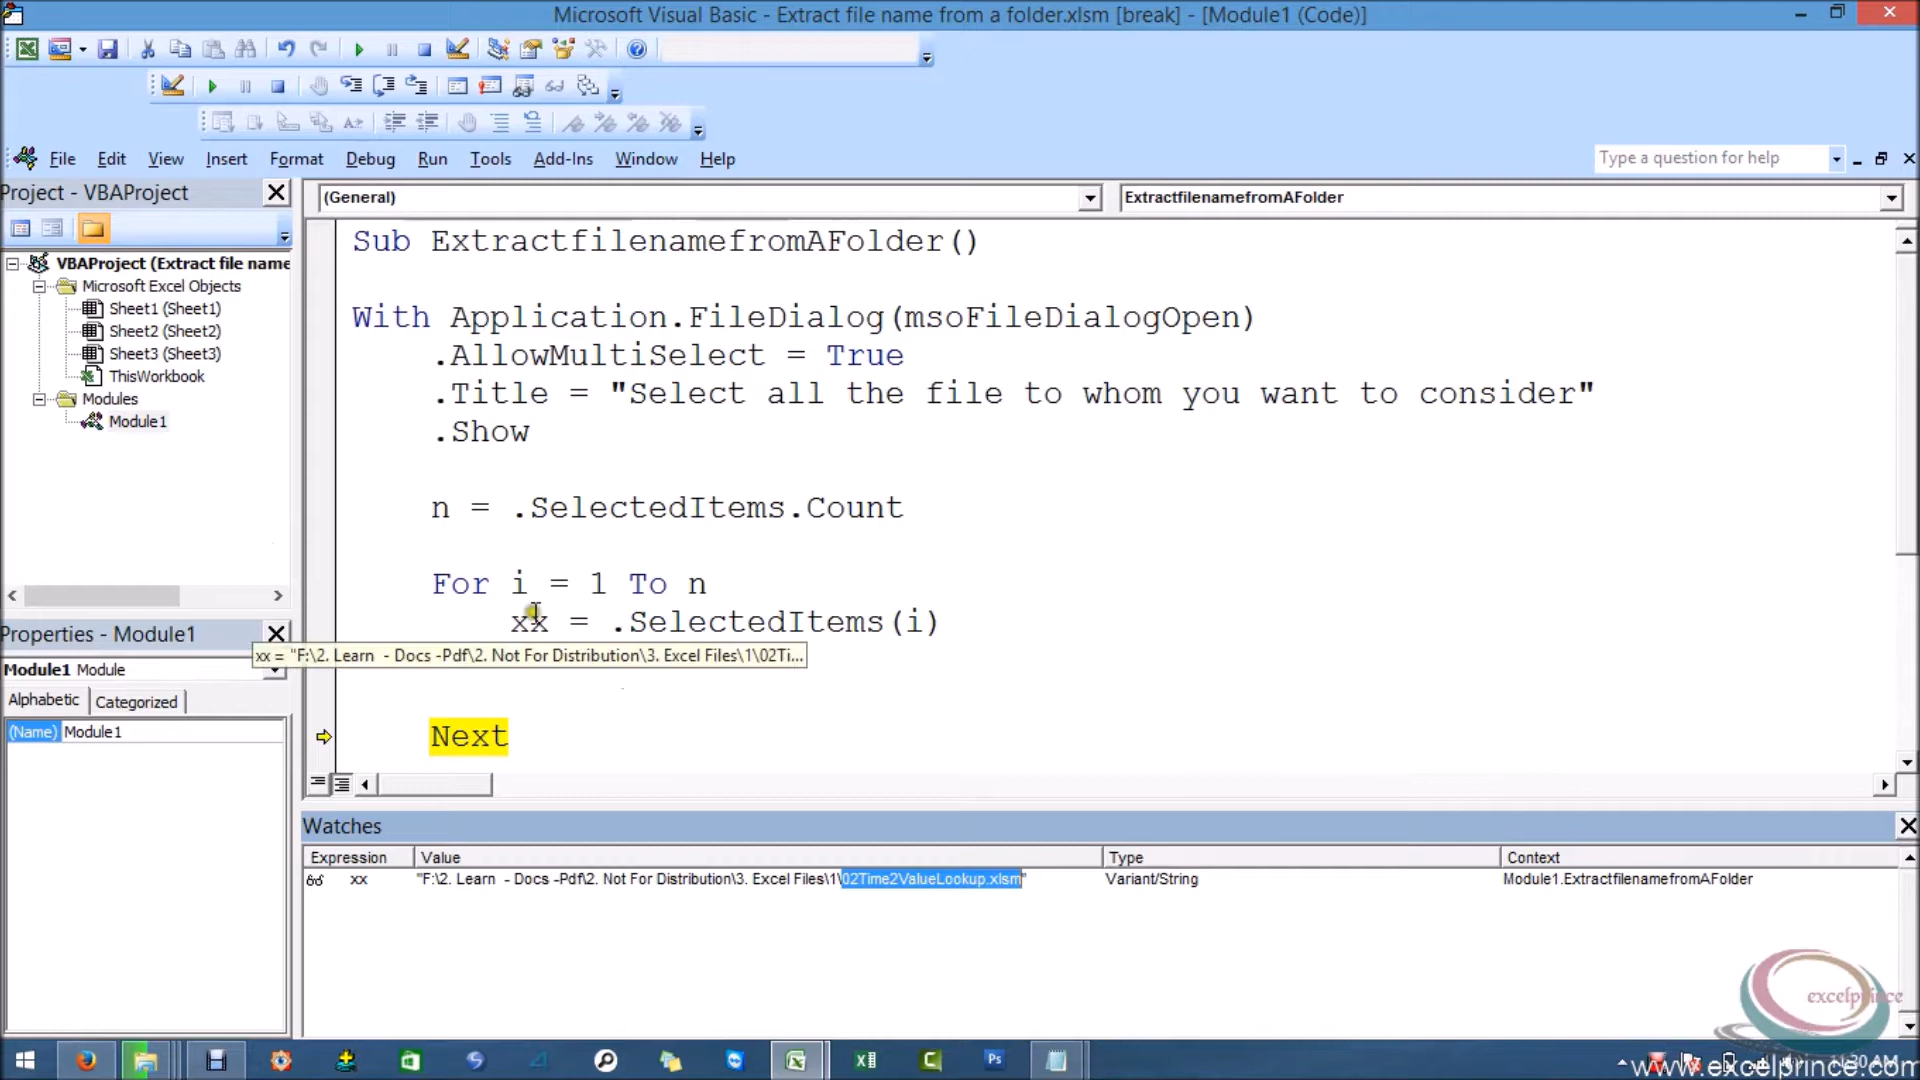 Microsoft Visual Basic - Extract file name from a folder.xlsm [break] - [Module1 (Code)]
File Edit View Insert Format Debug Run Tools Add-Ins Window Help
Type a question for help
Project - VBAProject
(General)
ExtractfilenamefromAFolder
VBAProject (Extract file name
Microsoft Excel Objects
Sheet1 (Sheet1)
Sheet2 (Sheet2)
Sheet3 (Sheet3)
ThisWorkbook
Modules
Module1
Sub ExtractfilenamefromAFolder()
With Application.FileDialog(msoFileDialogOpen)
.AllowMultiSelect = True
.Title = "Select all the file to whom you want to consider"
.Show
n = .SelectedItems.Count
For i = 1 To n
xx = .SelectedItems(i)
xx = "F:\2. Learn  - Docs -Pdf\2. Not For Distribution\3. Excel Files\1\02Ti...
Next
Properties - Module1
Module1 Module
Alphabetic Categorized
(Name) Module1
Watches
Expression Value Type Context
xx "F:\2. Learn  - Docs -Pdf\2. Not For Distribution\3. Excel Files\1\02Time2ValueLookup.xlsm" Variant/String Module1.ExtractfilenamefromAFolder
excelprince
Ps
www.excelprince.com